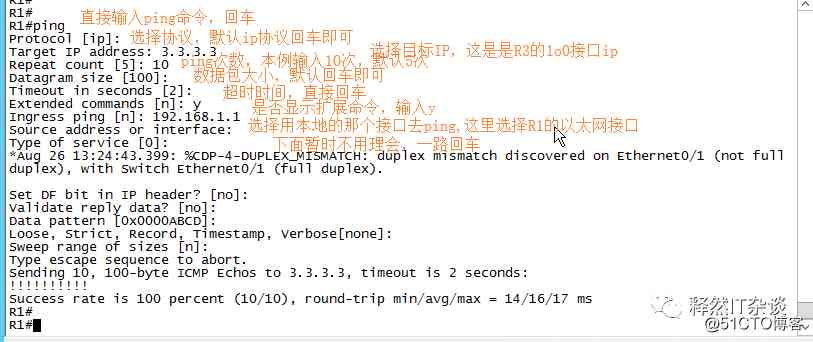 R1#
R1# 直接输入ping命令，回车
R1#ping
Protocol [ip]: 选择协议，默认ip协议回车即可
Target IP address: 3.3.3.3 选择目标IP，这是是R3的lo0接口ip
Repeat count [5]: 10 ping次数，本例输入10次，默认5次
Datagram size [100]: 数据包大小，默认回车即可
Timeout in seconds [2]: 超时时间，直接回车
Extended commands [n]: y 是否显示扩展命令，输入y
Ingress ping [n]: 192.168.1.1
Source address or interface: 选择用本地的那个接口去ping,这里选择R1的以太网接口
Type of service [0]: 下面暂时不用理会，一路回车
*Aug 26 13:24:43.399: %CDP-4-DUPLEX_MISMATCH: duplex mismatch discovered on Ethernet0/1 (not full
duplex), with Switch Ethernet0/1 (full duplex).
Set DF bit in IP header? [no]:
Validate reply data? [no]:
Data pattern [0x0000ABCD]:
Loose, Strict, Record, Timestamp, Verbose[none]:
Sweep range of sizes [n]:
Type escape sequence to abort.
Sending 10, 100-byte ICMP Echos to 3.3.3.3, timeout is 2 seconds:
!!!!!!!!!!
Success rate is 100 percent (10/10), round-trip min/avg/max = 14/16/17 ms
R1#
R1#
释然IT杂谈
@51CTO博客